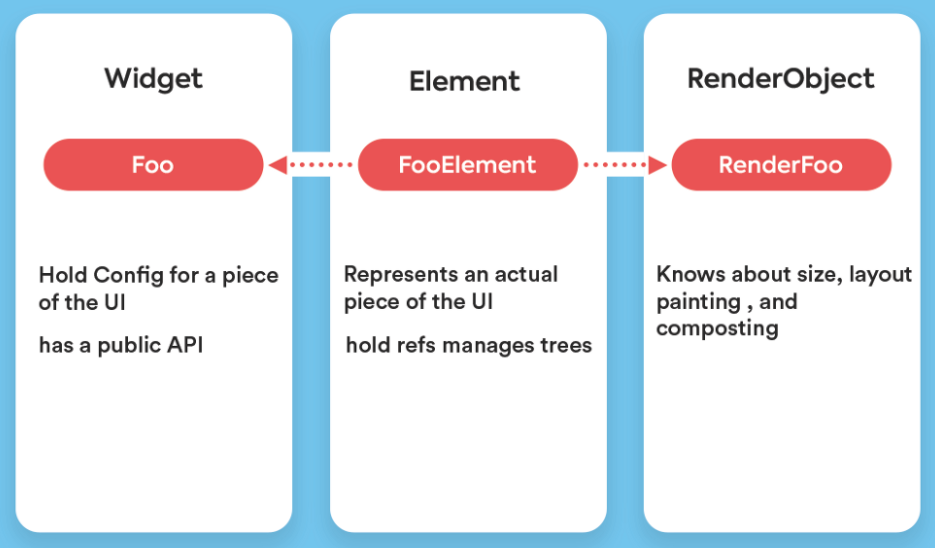 Widget
Foo
Hold Config for a piece
of the UI
has a public API
Element
FooElement
Represents an actual
piece of the UI
hold refs manages trees
RenderObject
RenderFoo
Knows about size, layout
painting , and
composting